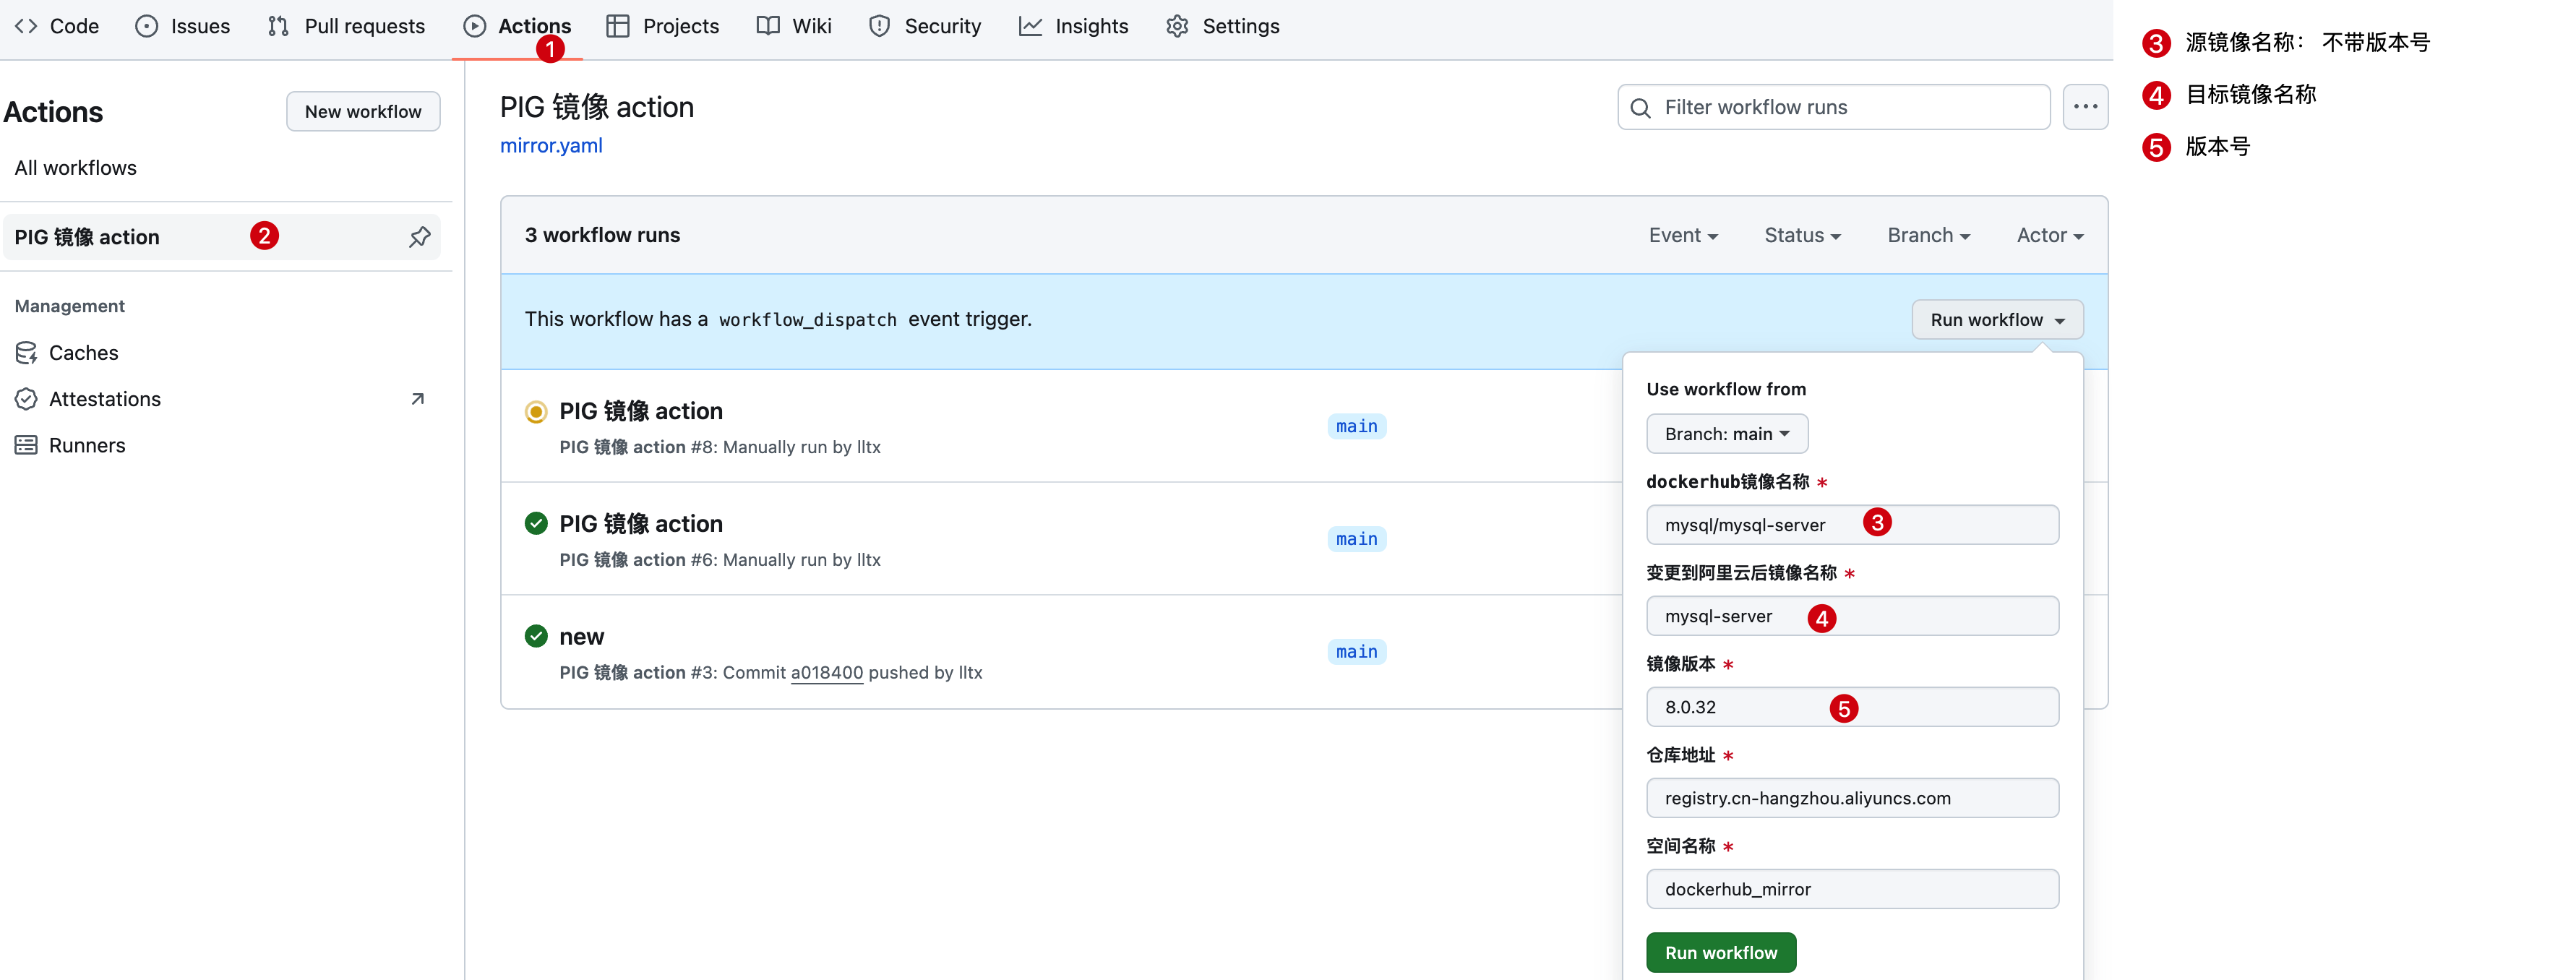 Code
Issues
Pull requests
Actions
Projects
Wiki
Security
Insights
Settings
1
Actions
New workflow
All workflows
PIG 镜像 action
2
Management
Caches
Attestations
Runners
PIG 镜像 action
mirror.yaml
Filter workflow runs
3 workflow runs
Event
Status
Branch
Actor
This workflow has a workflow_dispatch event trigger.
Run workflow
PIG 镜像 action
PIG 镜像 action #8: Manually run by lltx
main
PIG 镜像 action
PIG 镜像 action #6: Manually run by lltx
main
new
PIG 镜像 action #3: Commit a018400 pushed by lltx
main
Use workflow from
Branch: main
dockerhub镜像名称 *
mysql/mysql-server 3
变更到阿里云后镜像名称 *
mysql-server 4
镜像版本 *
8.0.32 5
仓库地址 *
registry.cn-hangzhou.aliyuncs.com
空间名称 *
dockerhub_mirror
Run workflow
3 源镜像名称： 不带版本号
4 目标镜像名称
5 版本号